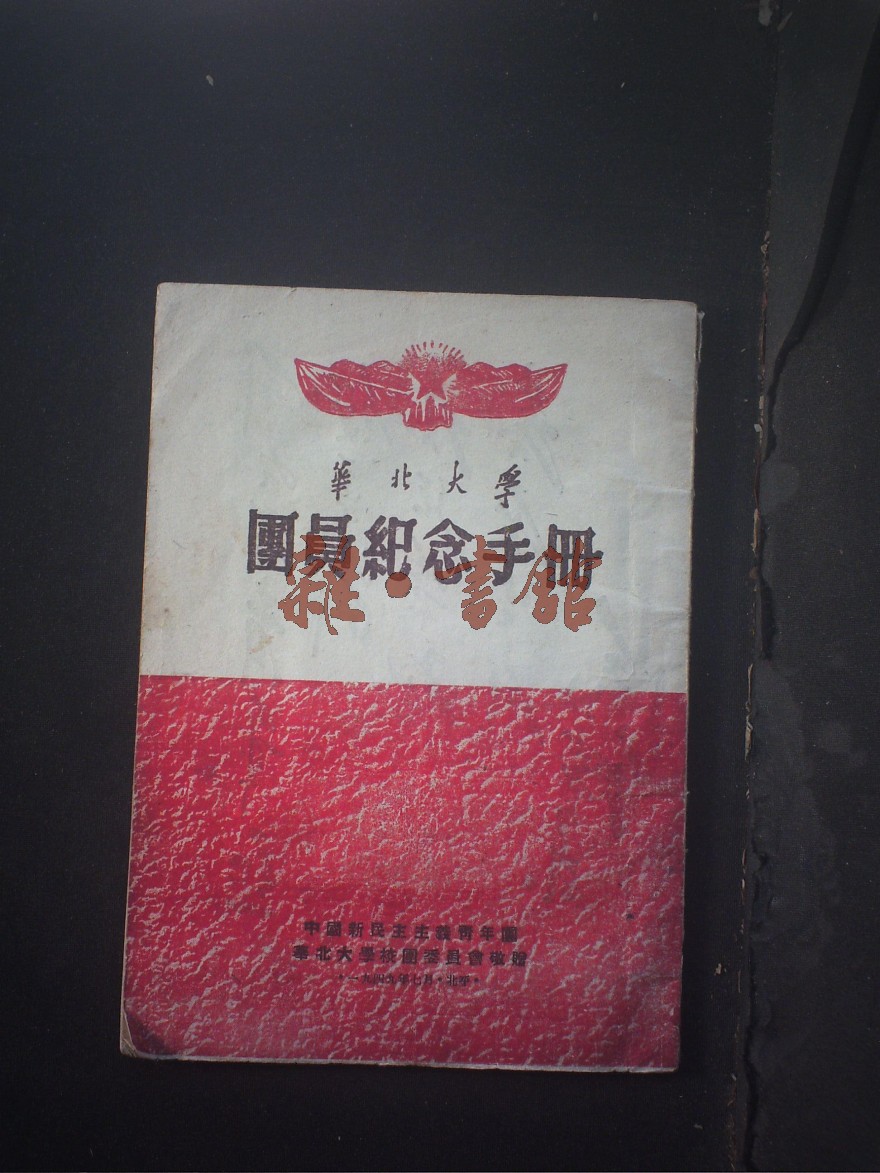 華北大學
團員紀念手冊
雜·書館
中國新民主主義青年團
華北大學校團委員會敬贈
·一九四九年七月·北平·